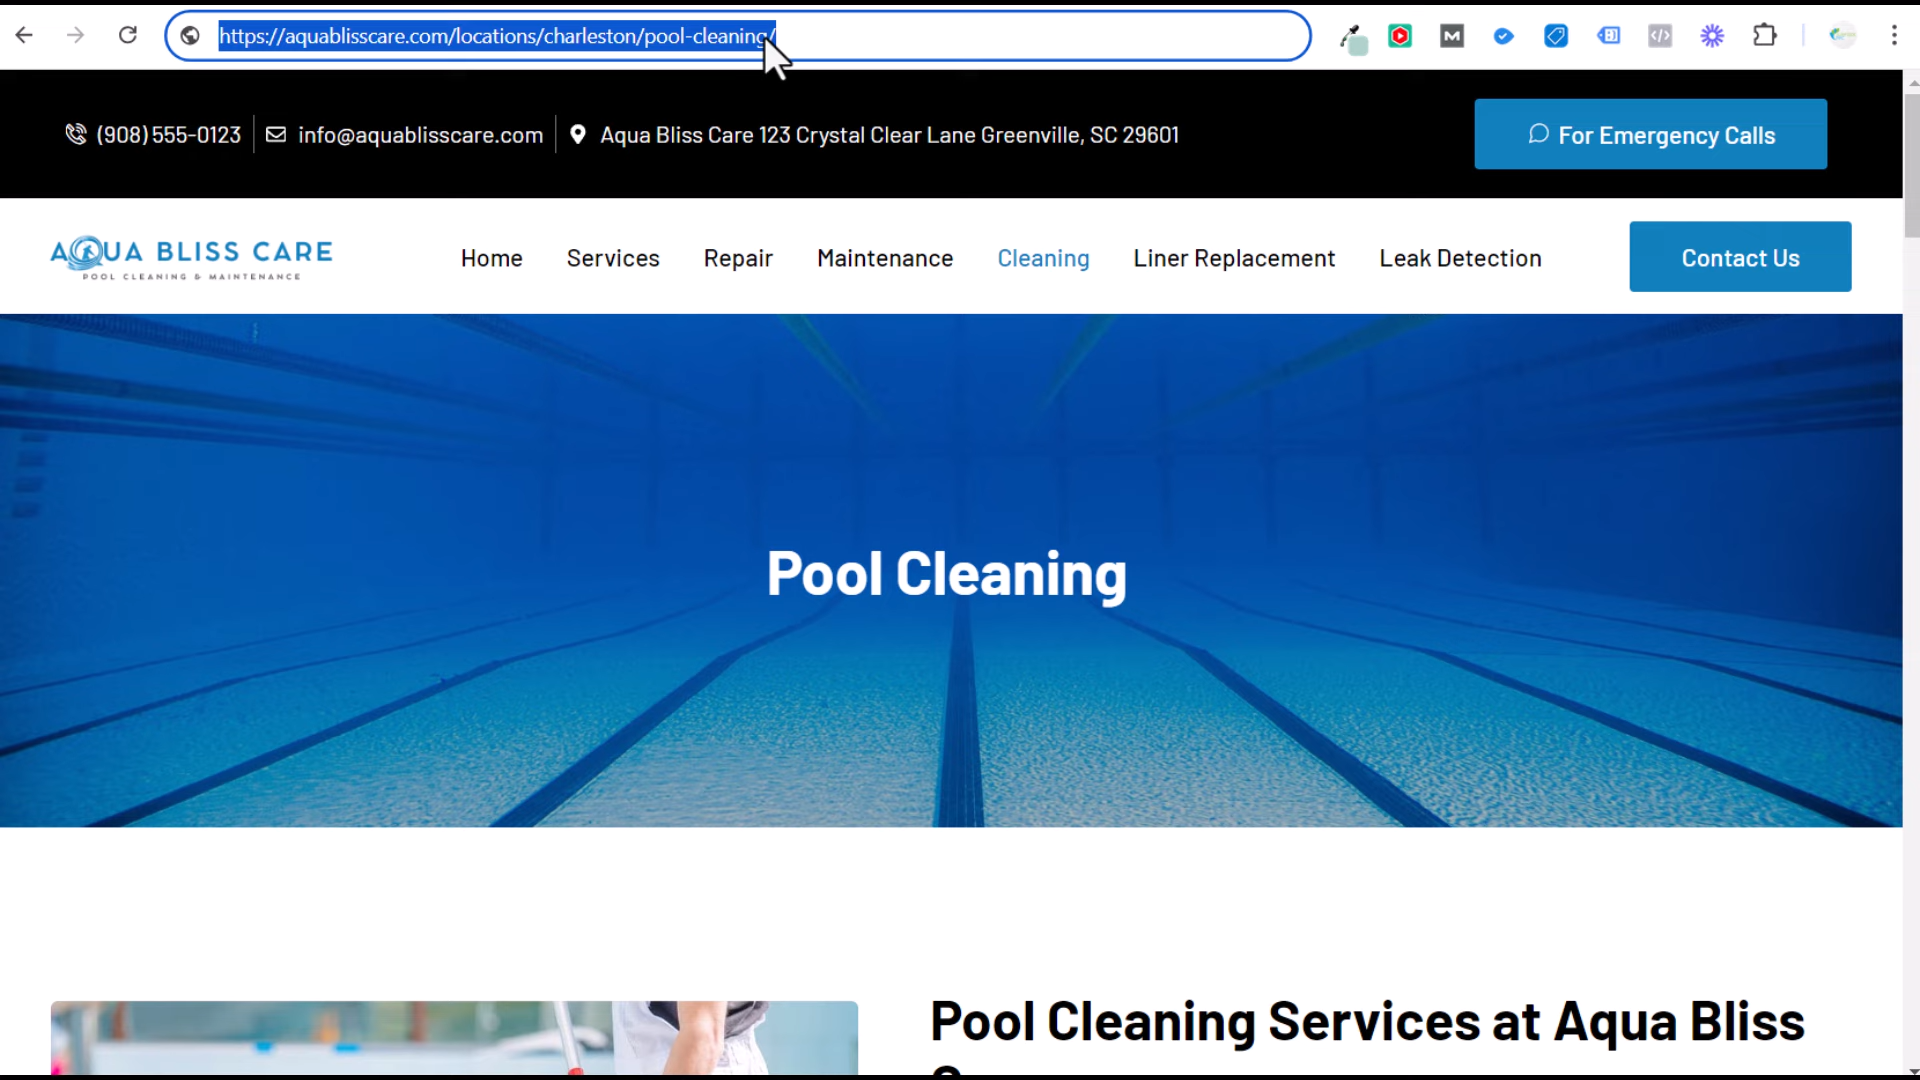 https://aquablisscare.com/locations/charleston/pool-cleaning/
(908) 555-0123
info@aquablisscare.com
Aqua Bliss Care 123 Crystal Clear Lane Greenville, SC 29601
For Emergency Calls
AQUA BLISS CARE
POOL CLEANING & MAINTENANCE
Home
Services
Repair
Maintenance
Cleaning
Liner Replacement
Leak Detection
Contact Us
Pool Cleaning
Pool Cleaning Services at Aqua Bliss